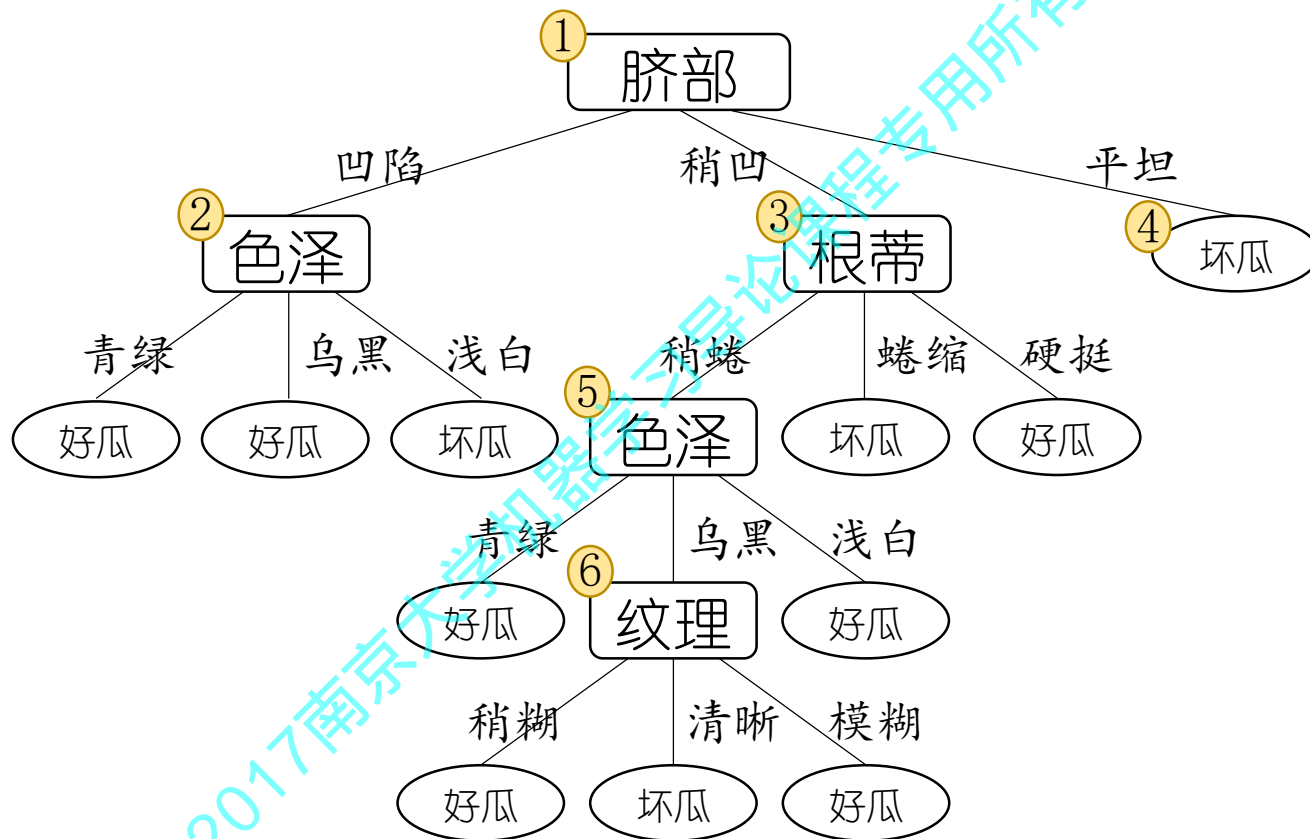 ①
脐部
凹陷 稍凹 平坦
② ③ ④
色泽 根蒂 坏瓜
青绿 乌黑 浅白 稍蜷 蜷缩 硬挺
⑤
好瓜 好瓜 坏瓜 色泽 坏瓜 好瓜
青绿 乌黑 浅白
⑥
好瓜 纹理 好瓜
稍糊 清晰 模糊
好瓜 坏瓜 好瓜
2017南京大学机器学习导论课程专用所有